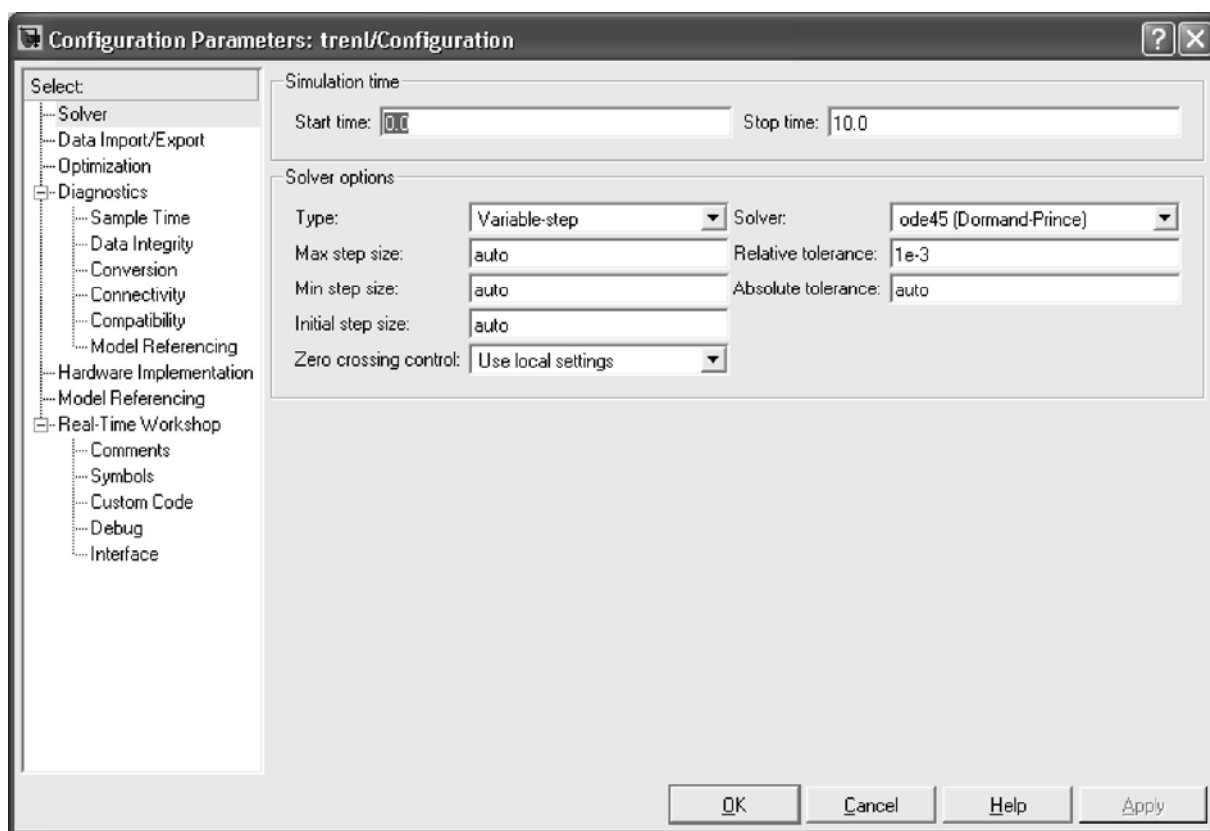 Configuration Parameters: trenl/Configuration
Select:
Solver
Data Import/Export
Optimization
Diagnostics
Sample Time
Data Integrity
Conversion
Connectivity
Compatibility
Model Referencing
Hardware Implementation
Model Referencing
Real-Time Workshop
Comments
Symbols
Custom Code
Debug
Interface
Simulation time
Start time: 0.0 Stop time: 10.0
Solver options
Type: Variable-step Solver: ode45 (Dormand-Prince)
Max step size: auto Relative tolerance: 1e-3
Min step size: auto Absolute tolerance: auto
Initial step size: auto
Zero crossing control: Use local settings
OK Cancel Help Apply